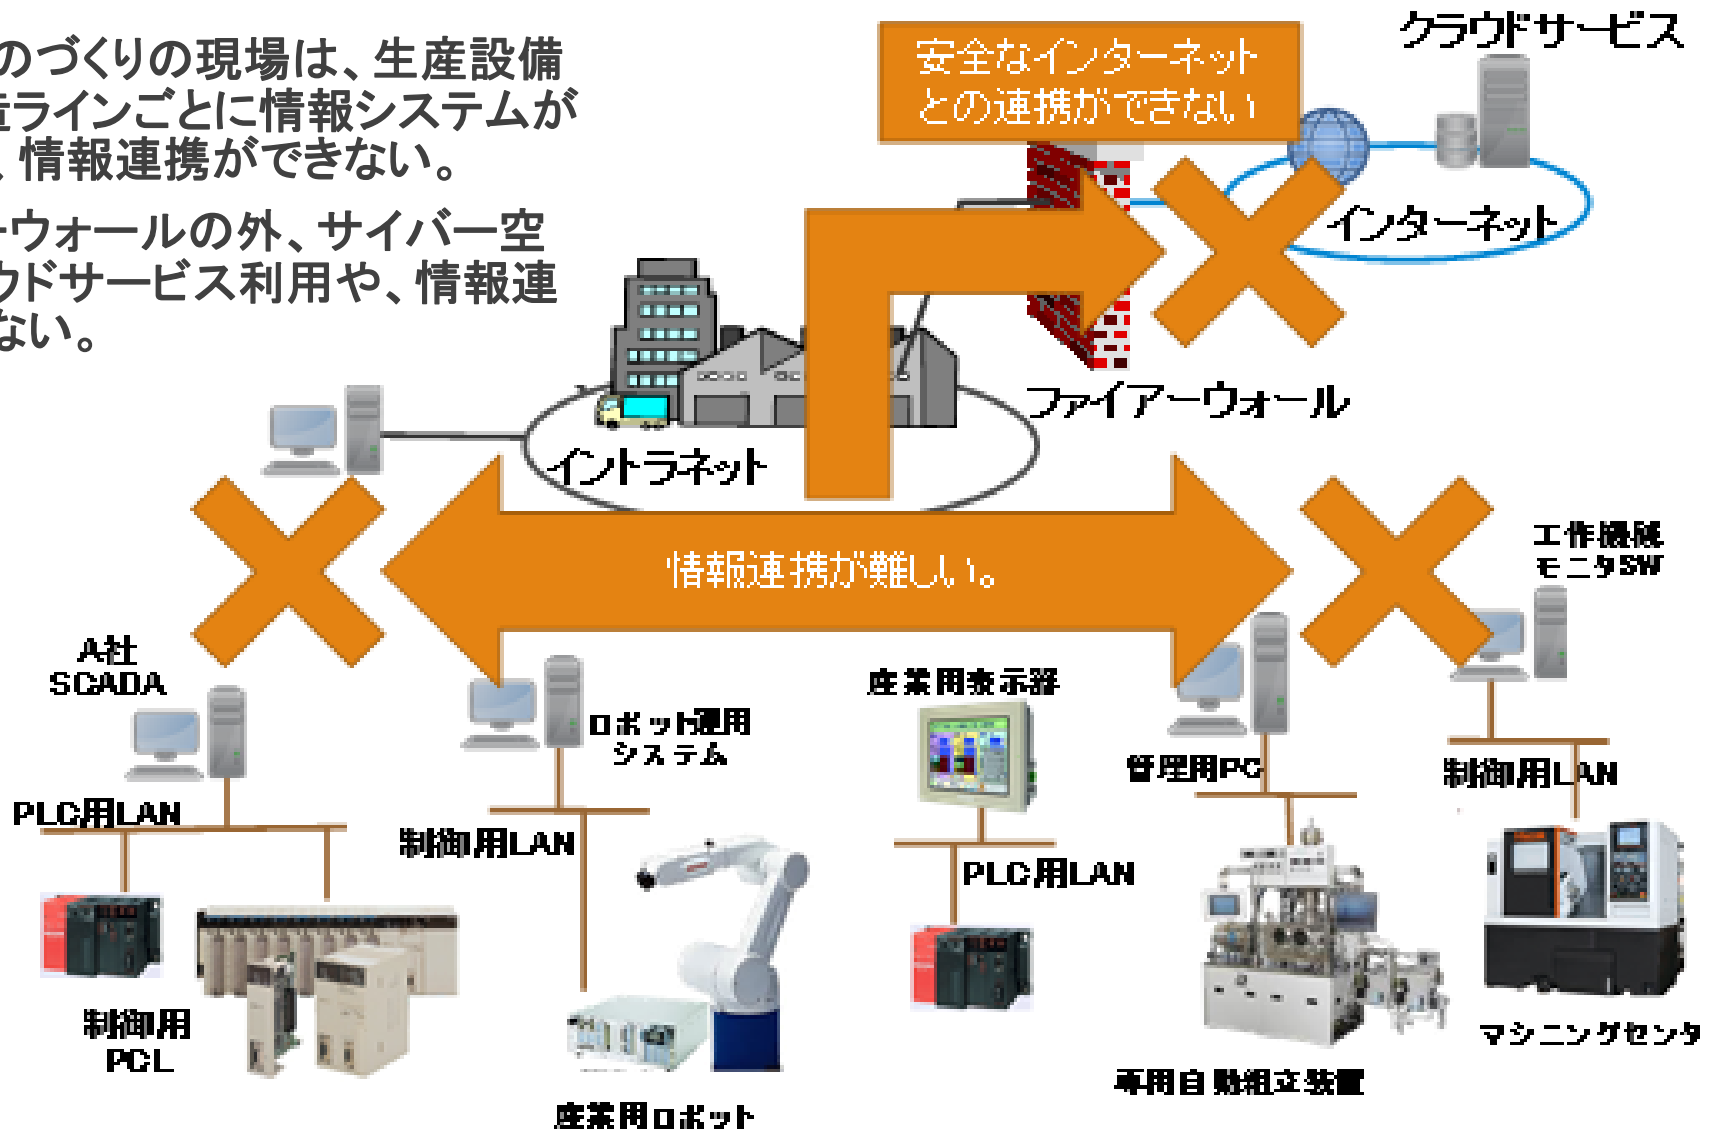 のづくりの現場は、生産設備
造ラインごとに情報システムが
、情報連携ができない。
ーウォールの外、サイバー空
ウドサービス利用や、情報連
ない。
安全なインターネット
との連携ができない
クラウドサービス
インターネット
ファイアーウォール
イントラネット
情報連携が難しい。
工作機械
モニタSW
A社
SCADA
ロボット運用
システム
産業用表示器
管理用PC
制御用LAN
PLC用LAN
制御用LAN
PLC用LAN
制御用
PCL
産業用ロボット
専用自動組立装置
マシニングセンタ